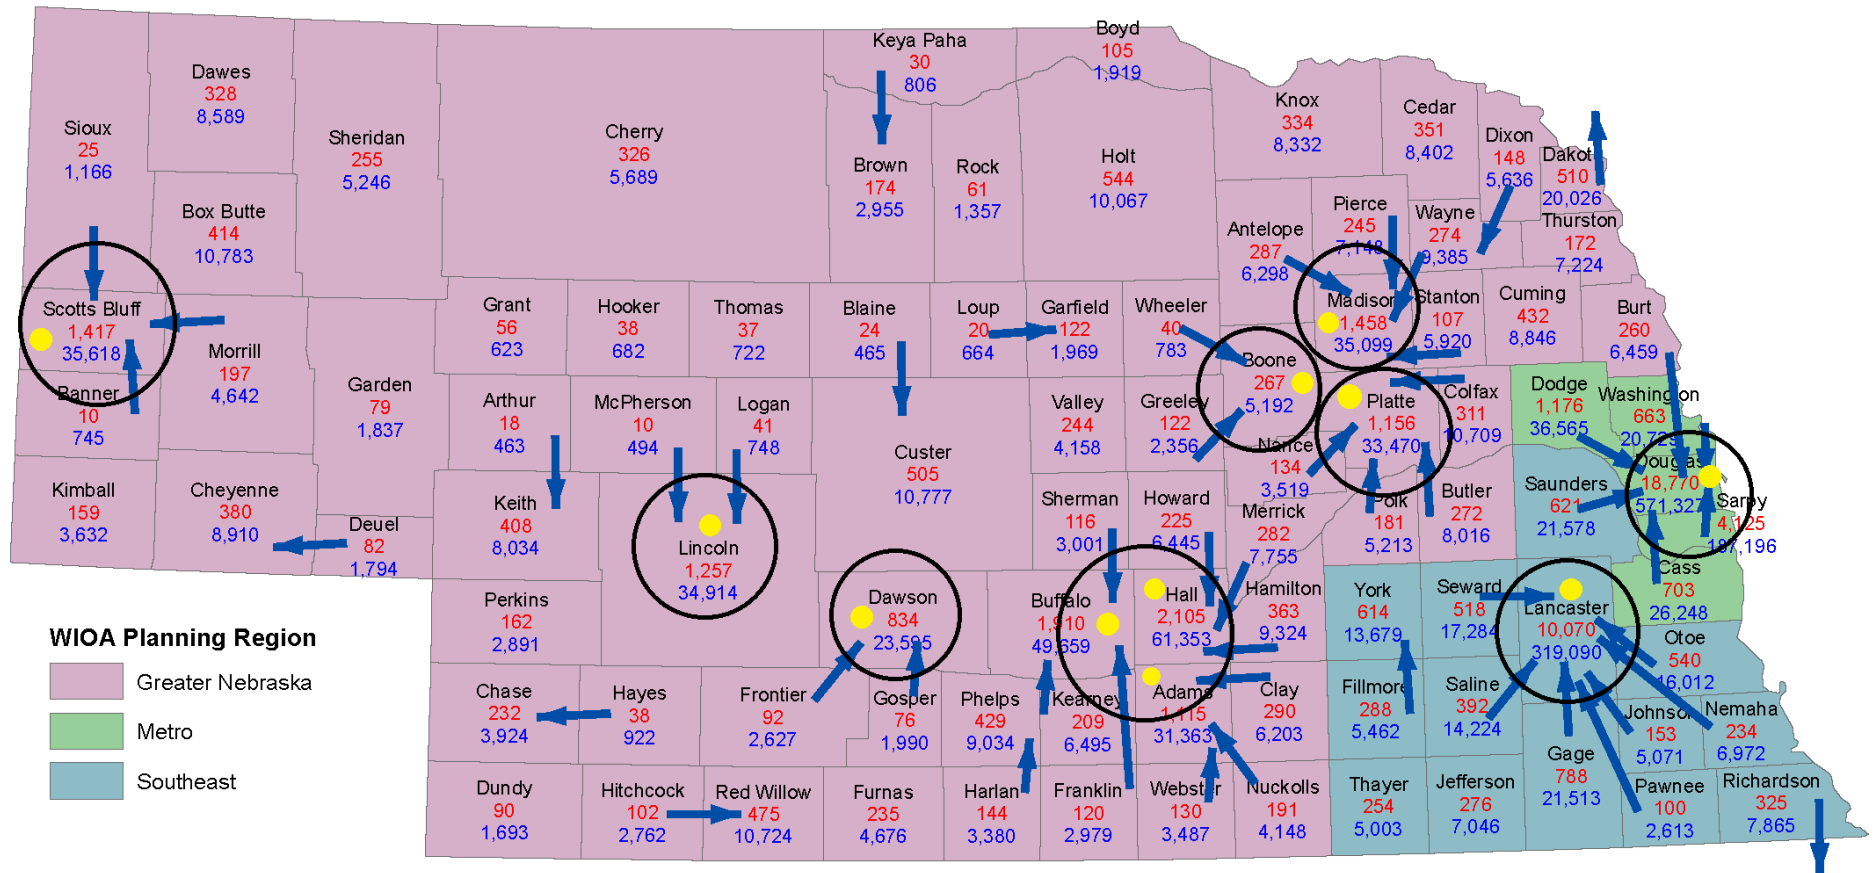 Keya Paha
30
806
Boyd
105
1,919
Dawes
328
8,589
Sioux
25
1,166
Sheridan
255
5,246
Cherry
326
5,689
Brown
174
2,955
Rock
61
1,357
Holt
544
10,067
Knox
334
8,332
Cedar
351
8,402
Dixon
148
5,636
Dakot
510
20,026
Box Butte
414
10,783
Antelope
287
6,298
Pierce
245
7,148
Wayne
274
9,385
Thurston
172
7,224
Scotts Bluff
1,417
35,618
Morrill
197
4,642
Grant
56
623
Hooker
38
682
Thomas
37
722
Blaine
24
465
Loup
20
664
Garfield
122
1,969
Wheeler
40
783
Boone
267
5,192
Madison
1,458
35,099
Stanton
107
5,920
Cuming
432
8,846
Burt
260
6,459
Banner
10
745
Garden
79
1,837
Arthur
18
463
McPherson
10
494
Logan
41
748
Custer
505
10,777
Valley
244
4,158
Greeley
122
2,356
Nance
134
3,519
Platte
1,156
33,470
Colfax
311
10,709
Dodge
1,176
36,565
Washington
663
Kimball
159
3,632
Cheyenne
380
8,910
Deuel
82
1,794
Keith
408
8,034
Lincoln
1,257
34,914
Sherman
116
3,001
Howard
225
6,445
Merrick
282
7,755
Polk
181
5,213
Butler
272
8,016
Saunders
621
21,578
Douglas
18,770
571,327
Sarpy
4,125
Cass
703
26,248
Perkins
162
2,891
Dawson
834
23,595
Buffalo
1,910
49,659
Hall
2,105
61,353
Hamilton
363
9,324
York
614
13,679
Seward
518
17,284
Lancaster
10,070
319,090
Otoe
540
16,012
WIOA Planning Region
Greater Nebraska
Metro
Southeast
Chase
232
3,924
Hayes
38
922
Frontier
92
2,627
Gosper
76
1,990
Phelps
429
9,034
Kearney
209
6,495
Adams
1,115
31,363
Clay
290
6,203
Fillmore
288
5,462
Saline
392
14,224
Gage
788
21,513
Johnson
153
5,071
Nemaha
234
6,972
Dundy
90
1,693
Hitchcock
102
2,762
Red Willow
475
10,724
Furnas
235
4,676
Harlan
144
3,380
Franklin
120
2,979
Webster
130
3,487
Nuckolls
191
4,148
Thayer
254
5,003
Jefferson
276
7,046
Pawnee
100
2,613
Richardson
325
7,865